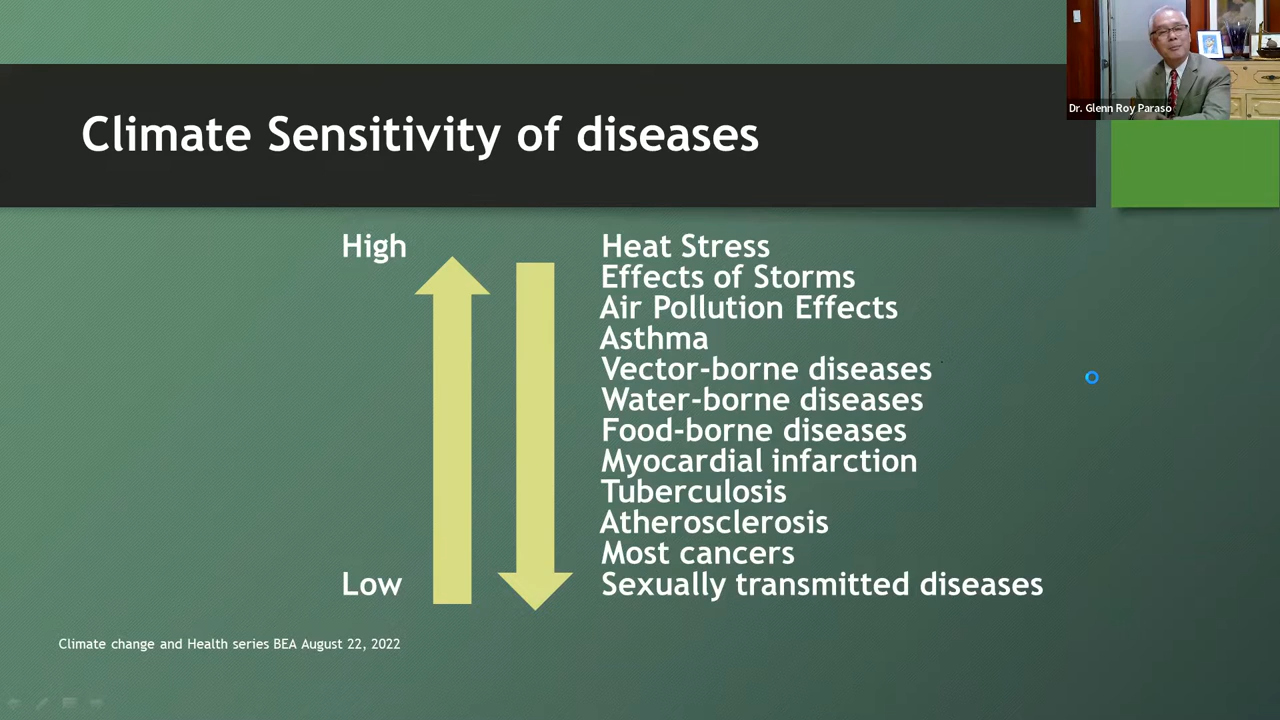 Dr. Glenn Roy Paraso
Climate Sensitivity of diseases
High
Heat Stress
Effects of Storms
Air Pollution Effects
Asthma
Vector-borne diseases
Water-borne diseases
Food-borne diseases
Myocardial infarction
Tuberculosis
Atherosclerosis
Most cancers
Low
Sexually transmitted diseases
Climate change and Health series BEA August 22, 2022